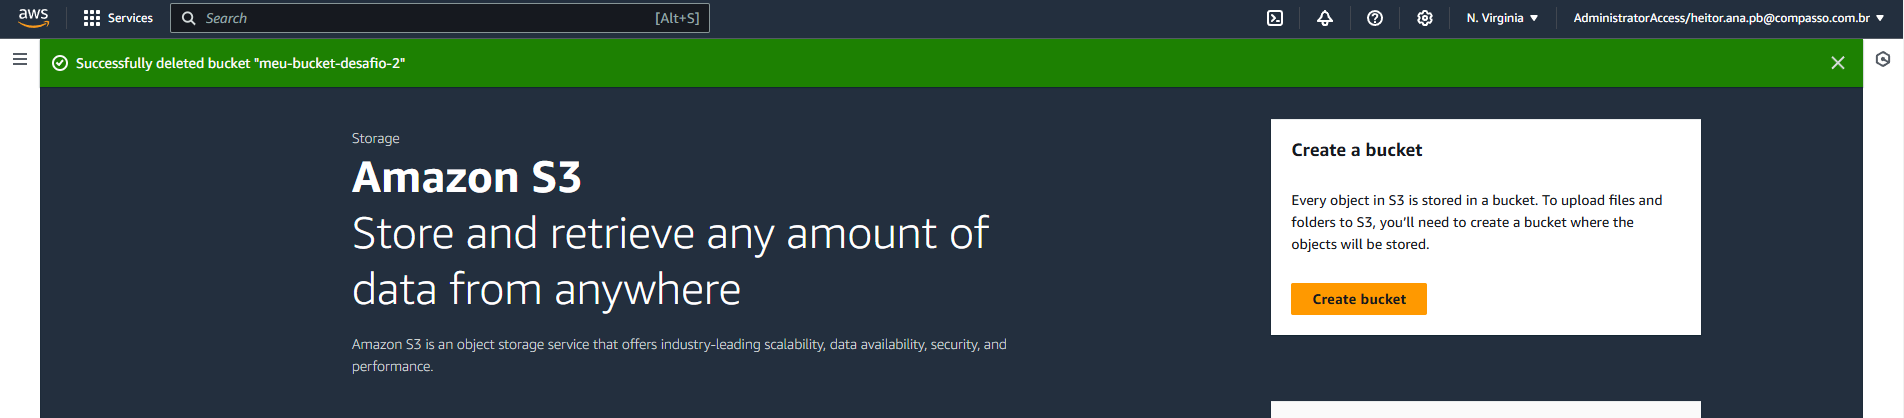 aws
Services
Search
[Alt+S]
N. Virginia
AdministratorAccess/heitor.ana.pb@compasso.com.br
Successfully deleted bucket "meu-bucket-desafio-2"
Storage
Amazon S3
Store and retrieve any amount of
data from anywhere
Amazon S3 is an object storage service that offers industry-leading scalability, data availability, security, and
performance.
Create a bucket
Every object in S3 is stored in a bucket. To upload files and
folders to S3, you’ll need to create a bucket where the
objects will be stored.
Create bucket